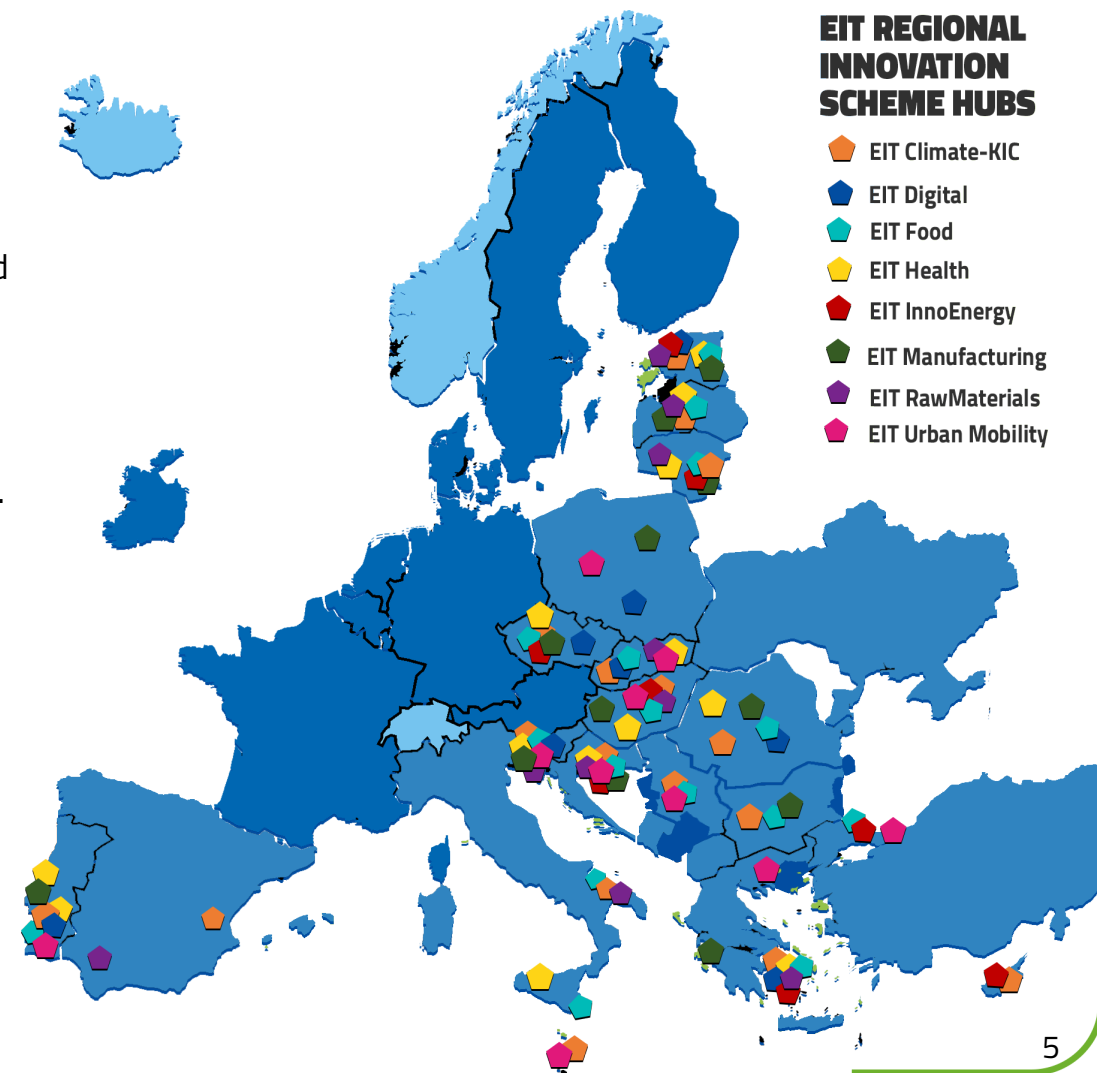 EIT REGIONAL
INNOVATION
SCHEME HUBS
EIT Climate-KIC
EIT Digital
EIT Food
EIT Health
EIT InnoEnergy
EIT Manufacturing
EIT RawMaterials
EIT Urban Mobility
5